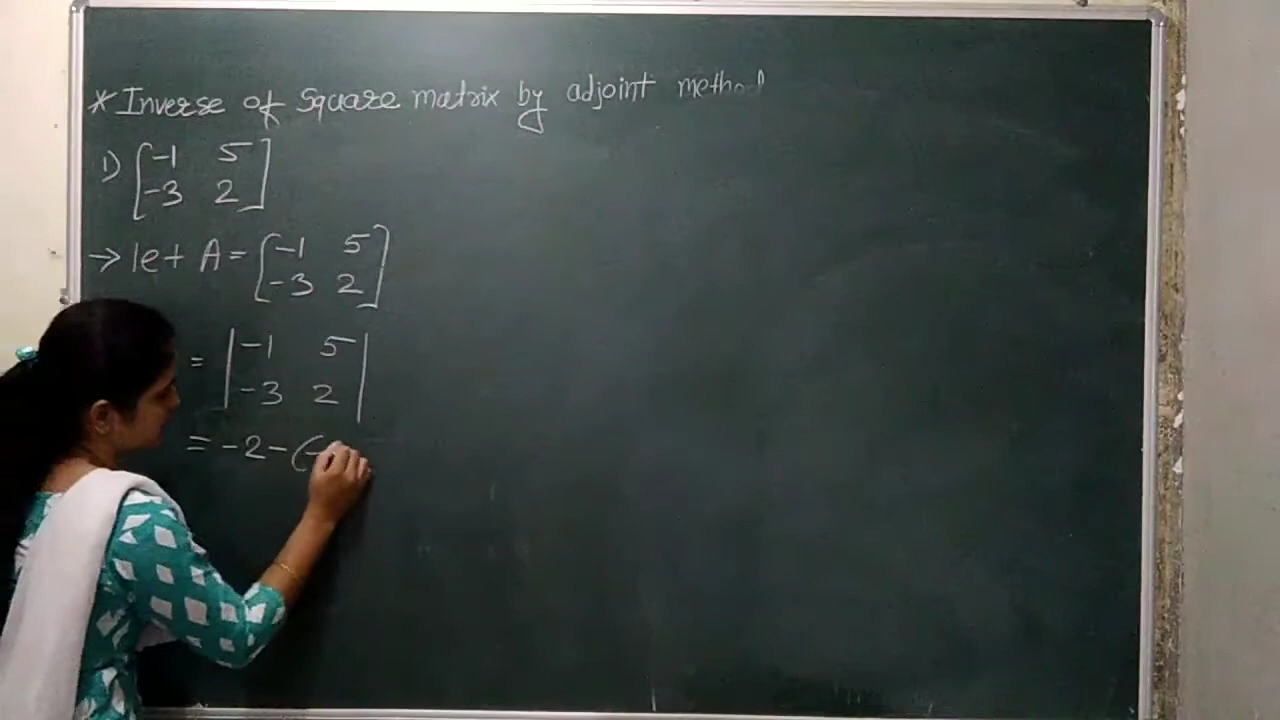 * Inverse of Square matrix by adjoint method
1) [-1 5
-3 2]
→ let A = [-1 5
-3 2]
= |-1 5
-3 2|
= -2 - (-